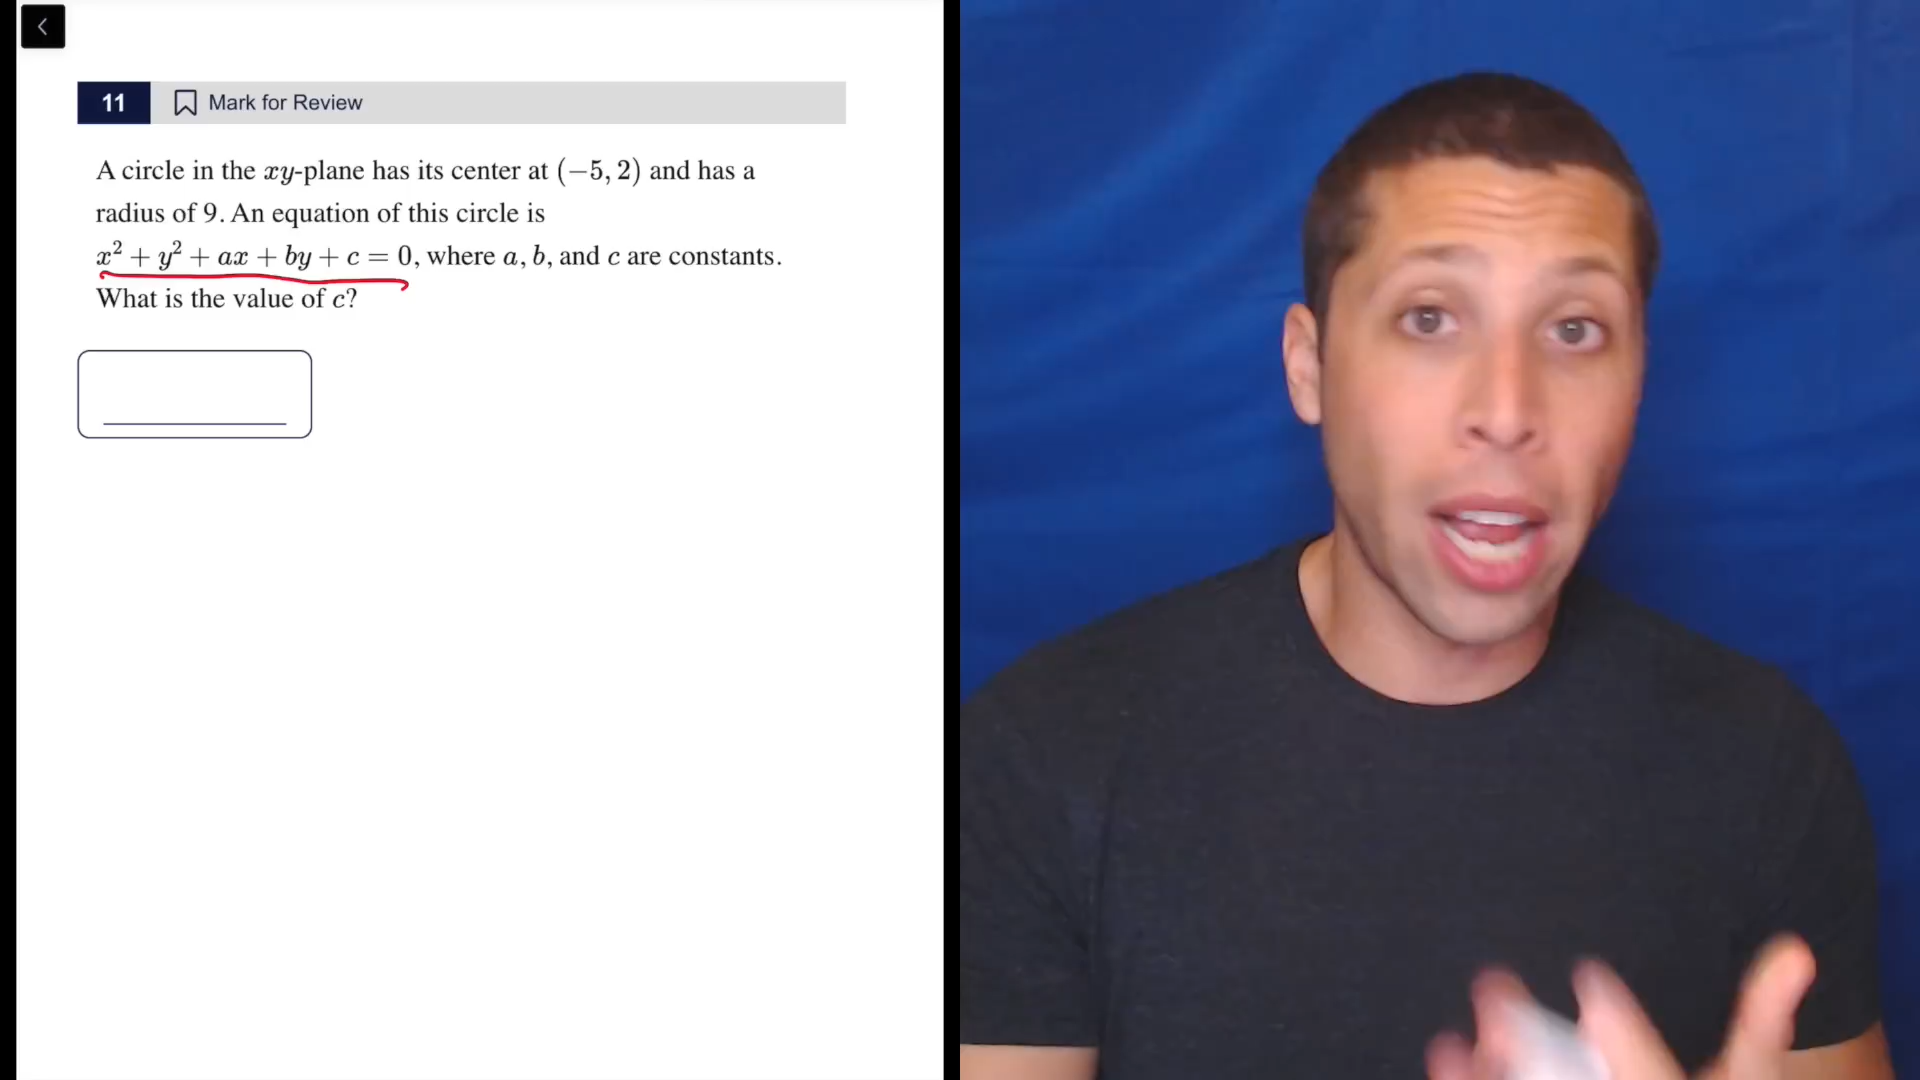 11 Mark for Review
A circle in the xy-plane has its center at (−5, 2) and has a
radius of 9. An equation of this circle is
x² + y² + ax + by + c = 0, where a, b, and c are constants.
What is the value of c?